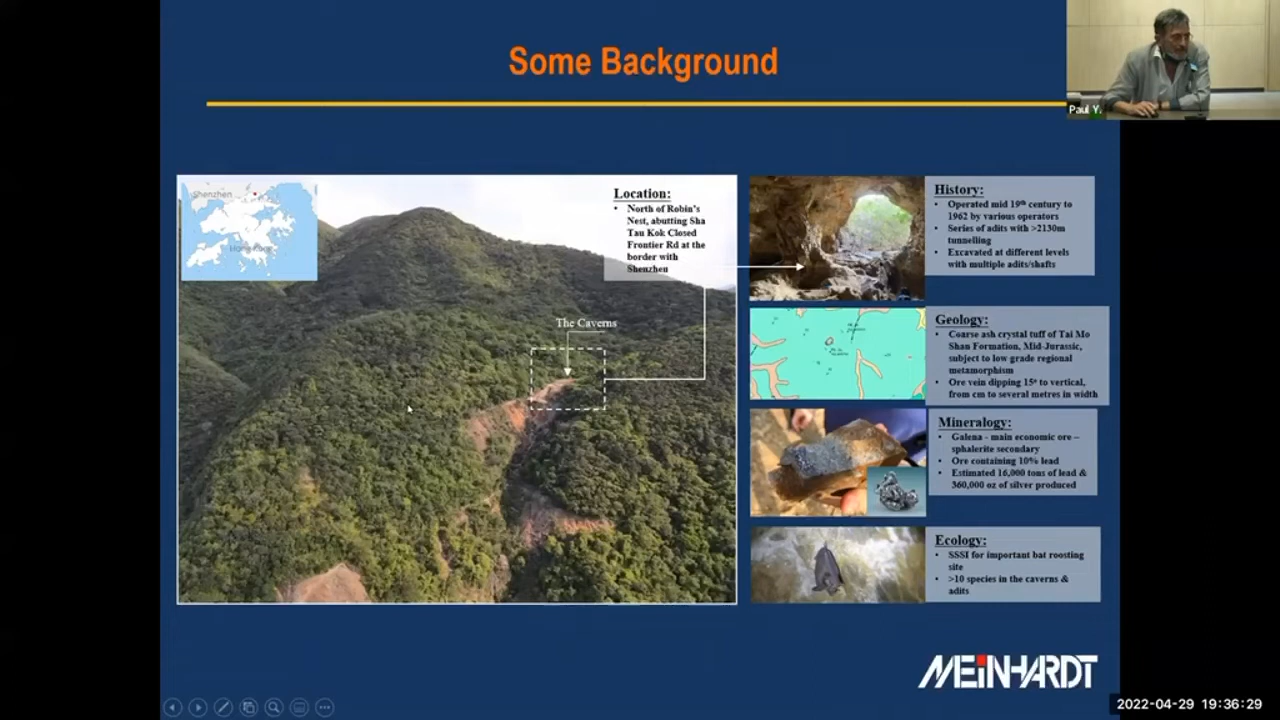 Some Background
Paul Y.
Shenzhen
Hong Kong
Location:
• North of Robin's
Nest, abutting Sha
Tau Kok Closed
Frontier Rd at the
border with
Shenzhen
The Caverns
History:
• Operated mid 19th century to
1962 by various operators
• Series of adits with >2130m
tunnelling
• Excavated at different levels
with multiple adits/shafts
Geology:
• Coarse ash crystal tuff of Tai Mo
Shan Formation, Mid-Jurassic,
subject to low grade regional
metamorphism
• Ore vein dipping 15° to vertical,
from cm to several metres in width
Mineralogy:
• Galena - main economic ore –
sphalerite secondary
• Ore containing 10% lead
• Estimated 16,000 tons of lead &
360,000 oz of silver produced
Ecology:
• SSSI for important bat roosting
site
• >10 species in the caverns &
adits
MEINHARDT
2022-04-29 19:36:29